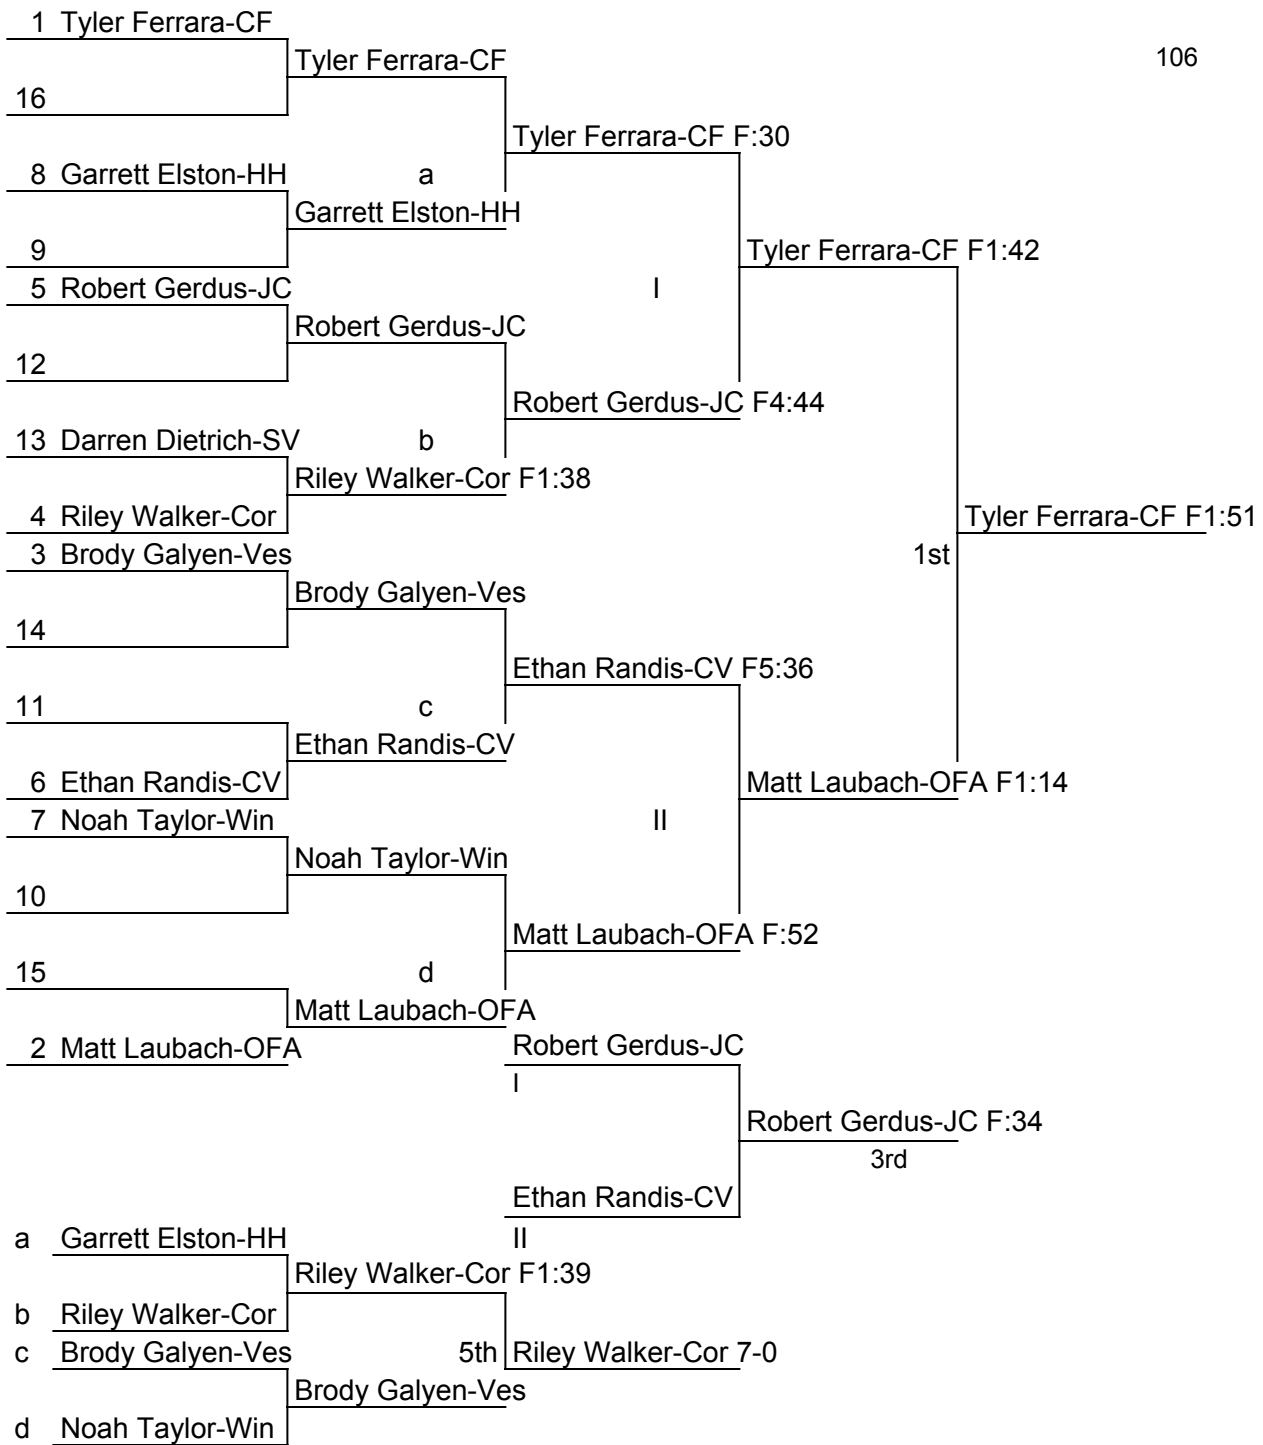 1 Tyler Ferrara-CF
Tyler Ferrara-CF
106
16
Tyler Ferrara-CF F:30
8 Garrett Elston-HH
a
Garrett Elston-HH
9
Tyler Ferrara-CF F1:42
5 Robert Gerdus-JC
I
Robert Gerdus-JC
12
Robert Gerdus-JC F4:44
13 Darren Dietrich-SV
b
Riley Walker-Cor F1:38
4 Riley Walker-Cor
Tyler Ferrara-CF F1:51
3 Brody Galyen-Ves
1st
Brody Galyen-Ves
14
Ethan Randis-CV F5:36
11
c
Ethan Randis-CV
6 Ethan Randis-CV
Matt Laubach-OFA F1:14
7 Noah Taylor-Win
II
Noah Taylor-Win
10
Matt Laubach-OFA F:52
15
d
Matt Laubach-OFA
2 Matt Laubach-OFA
Robert Gerdus-JC
I
Robert Gerdus-JC F:34
3rd
Ethan Randis-CV
a Garrett Elston-HH
II
Riley Walker-Cor F1:39
b Riley Walker-Cor
c Brody Galyen-Ves
5th Riley Walker-Cor 7-0
Brody Galyen-Ves
d Noah Taylor-Win